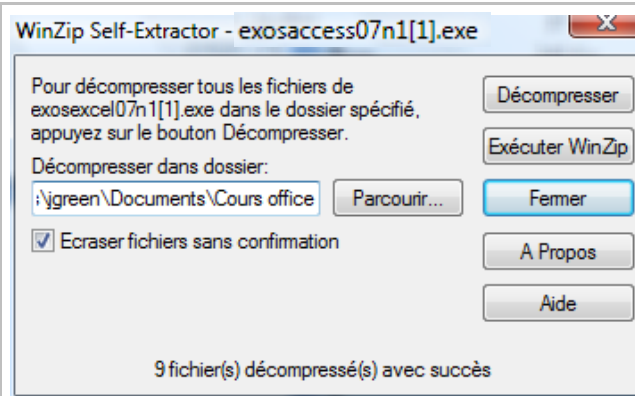 WinZip Self-Extractor - exosaccess07n1[1].exe
Pour décompresser tous les fichiers de
exosexcel07n1[1].exe dans le dossier spécifié,
appuyez sur le bouton Décompresser.
Décompresser dans dossier:
\jgreen\Documents\Cours office
Parcourir...
Ecraser fichiers sans confirmation
Décompresser
Exécuter WinZip
Fermer
A Propos
Aide
9 fichier(s) décompressé(s) avec succès